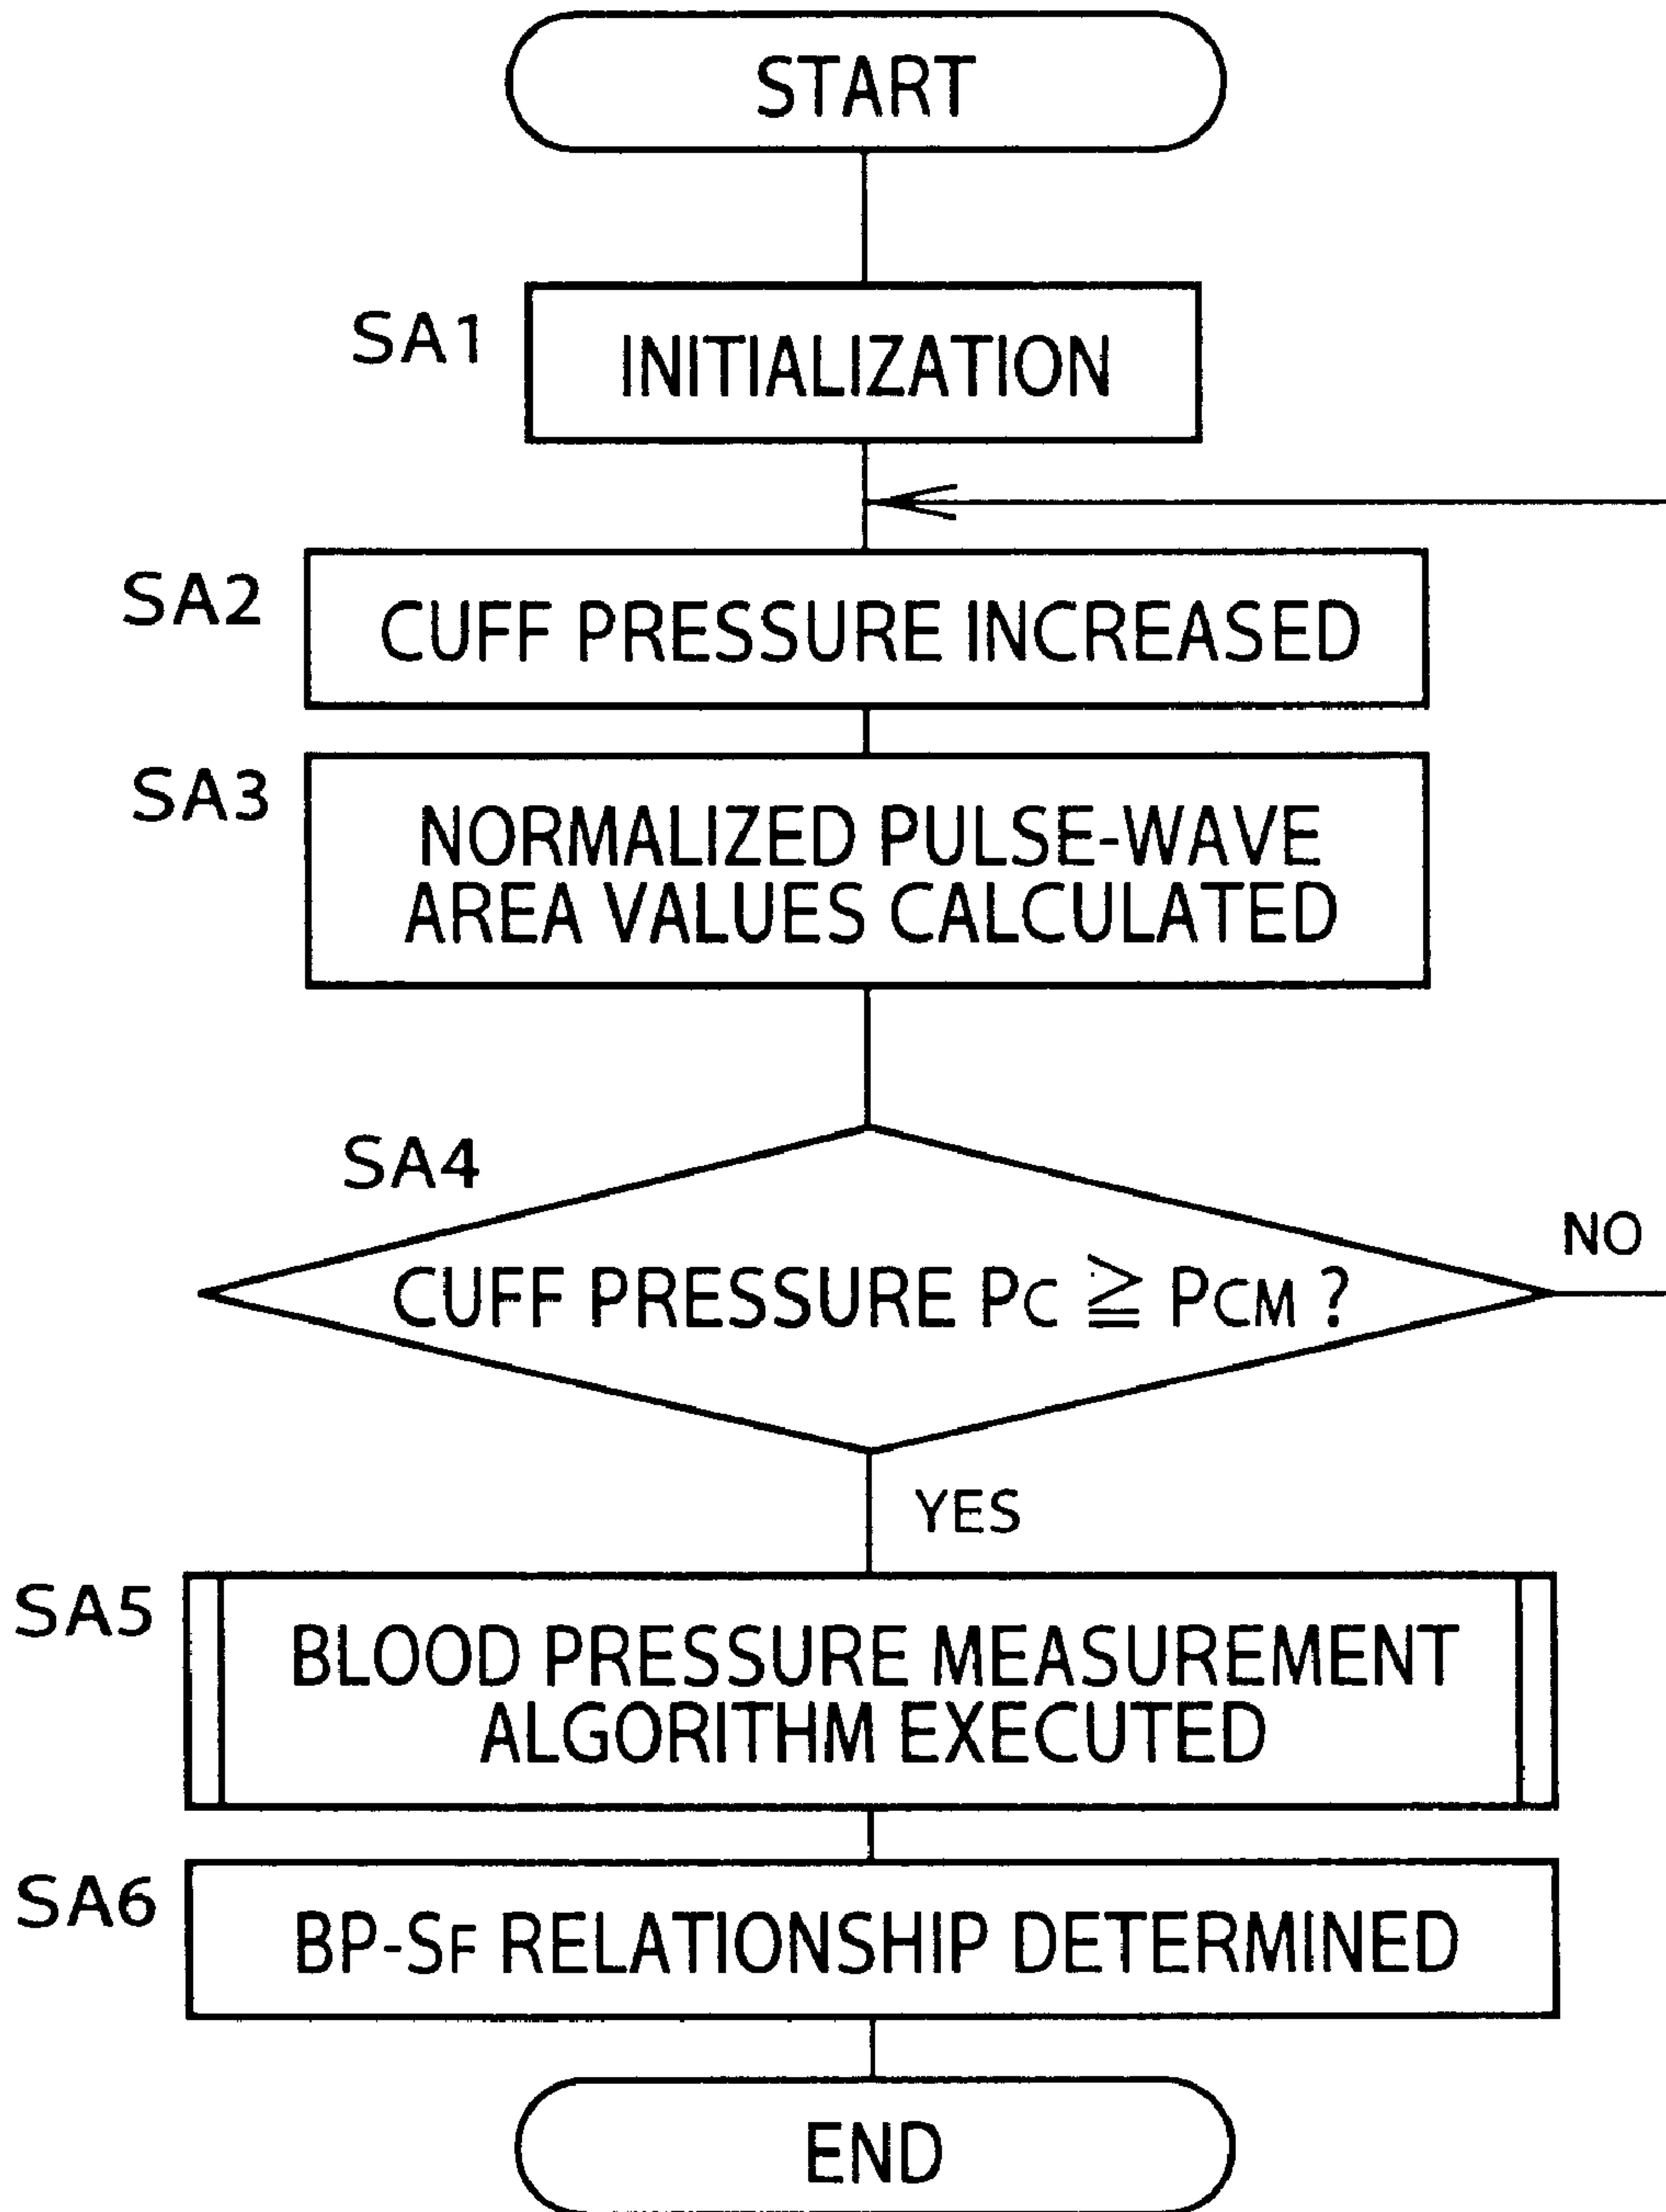 START
SA1
INITIALIZATION
SA2
CUFF PRESSURE INCREASED
SA3
NORMALIZED PULSE-WAVE
AREA VALUES CALCULATED
SA4
CUFF PRESSURE PC ≧ PCM ?
NO
YES
SA5
BLOOD PRESSURE MEASUREMENT
ALGORITHM EXECUTED
SA6
BP-SF RELATIONSHIP DETERMINED
END